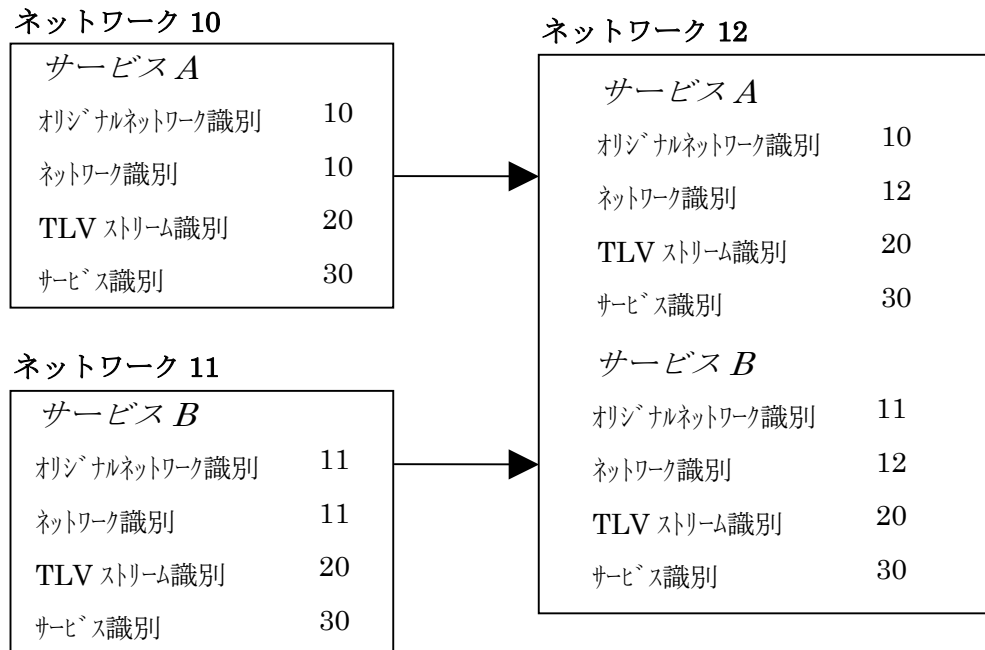 ネットワーク 10
サービス A
オリジナルネットワーク識別 10
ネットワーク識別 10
TLV ストリーム識別 20
サービス識別 30
ネットワーク 11
サービス B
オリジナルネットワーク識別 11
ネットワーク識別 11
TLV ストリーム識別 20
サービス識別 30
ネットワーク 12
サービス A
オリジナルネットワーク識別 10
ネットワーク識別 12
TLV ストリーム識別 20
サービス識別 30
サービス B
オリジナルネットワーク識別 11
ネットワーク識別 12
TLV ストリーム識別 20
サービス識別 30